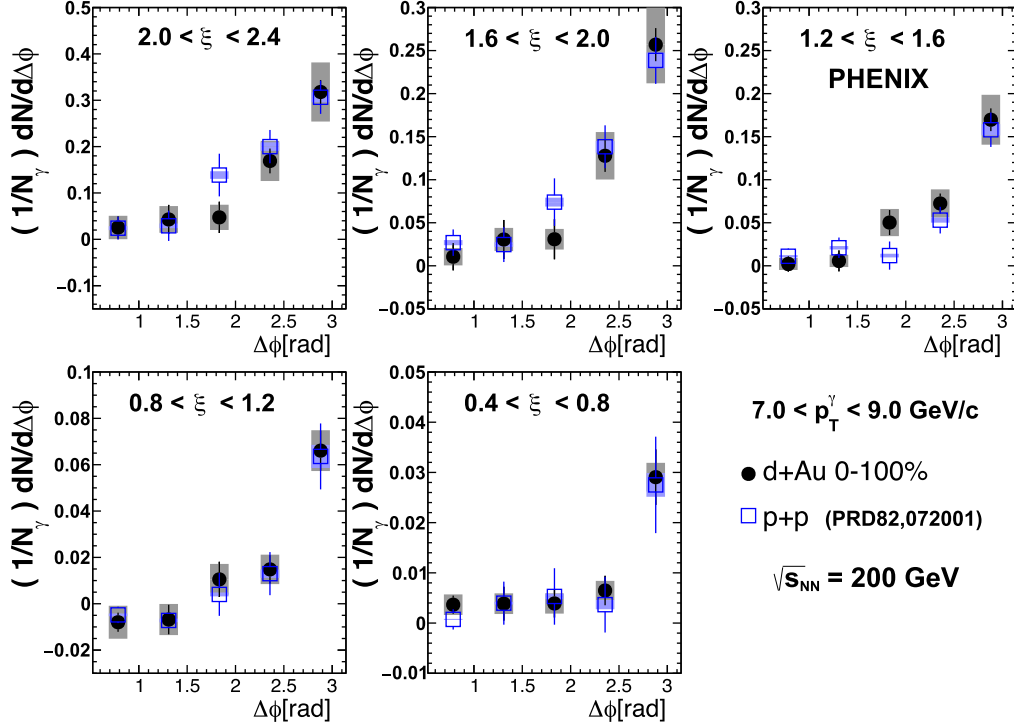 2.0 < ξ < 2.4
( 1/N_γ ) dN/dΔφ
0.5
0.4
0.3
0.2
0.1
0
−0.1
1 1.5 2 2.5 3
Δφ[rad]
1.6 < ξ < 2.0
( 1/N_γ ) dN/dΔφ
0.3
0.25
0.2
0.15
0.1
0.05
0
−0.05
1 1.5 2 2.5 3
Δφ[rad]
1.2 < ξ < 1.6
PHENIX
( 1/N_γ ) dN/dΔφ
0.3
0.25
0.2
0.15
0.1
0.05
0
−0.05
1 1.5 2 2.5 3
Δφ[rad]
0.8 < ξ < 1.2
( 1/N_γ ) dN/dΔφ
0.1
0.08
0.06
0.04
0.02
0
−0.02
1 1.5 2 2.5 3
Δφ[rad]
0.4 < ξ < 0.8
( 1/N_γ ) dN/dΔφ
0.05
0.04
0.03
0.02
0.01
0
−0.01
1 1.5 2 2.5 3
Δφ[rad]
7.0 < p_T^γ < 9.0 GeV/c
d+Au 0-100%
p+p (PRD82,072001)
√s_NN = 200 GeV